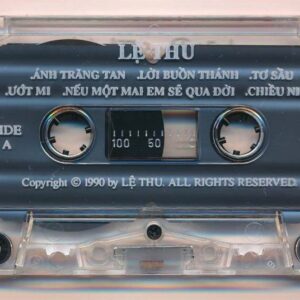 LỆ THU
.ÁNH TRĂNG TAN .LỜI BUỒN THÁNH .TƠ SẦU
.ƯỚT MI .NẾU MỘT MAI EM SẼ QUA ĐỜI .CHIỀU NH
SIDE
A
100 50
Copyright © 1990 by LỆ THU. ALL RIGHTS RESERVED